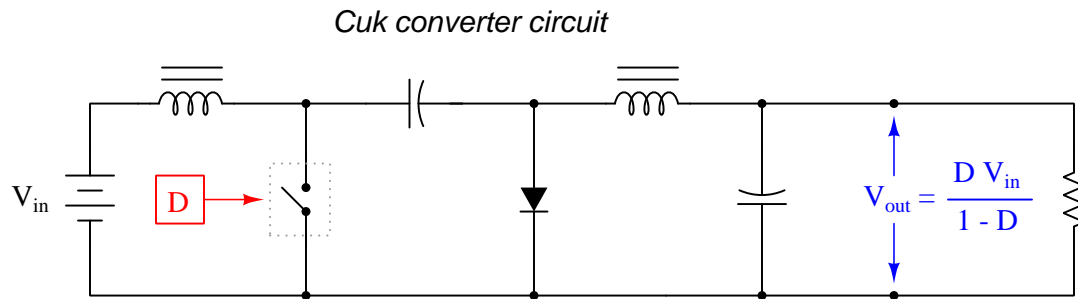 Cuk converter circuit
V_in
D
V_out = D V_in / 1 - D